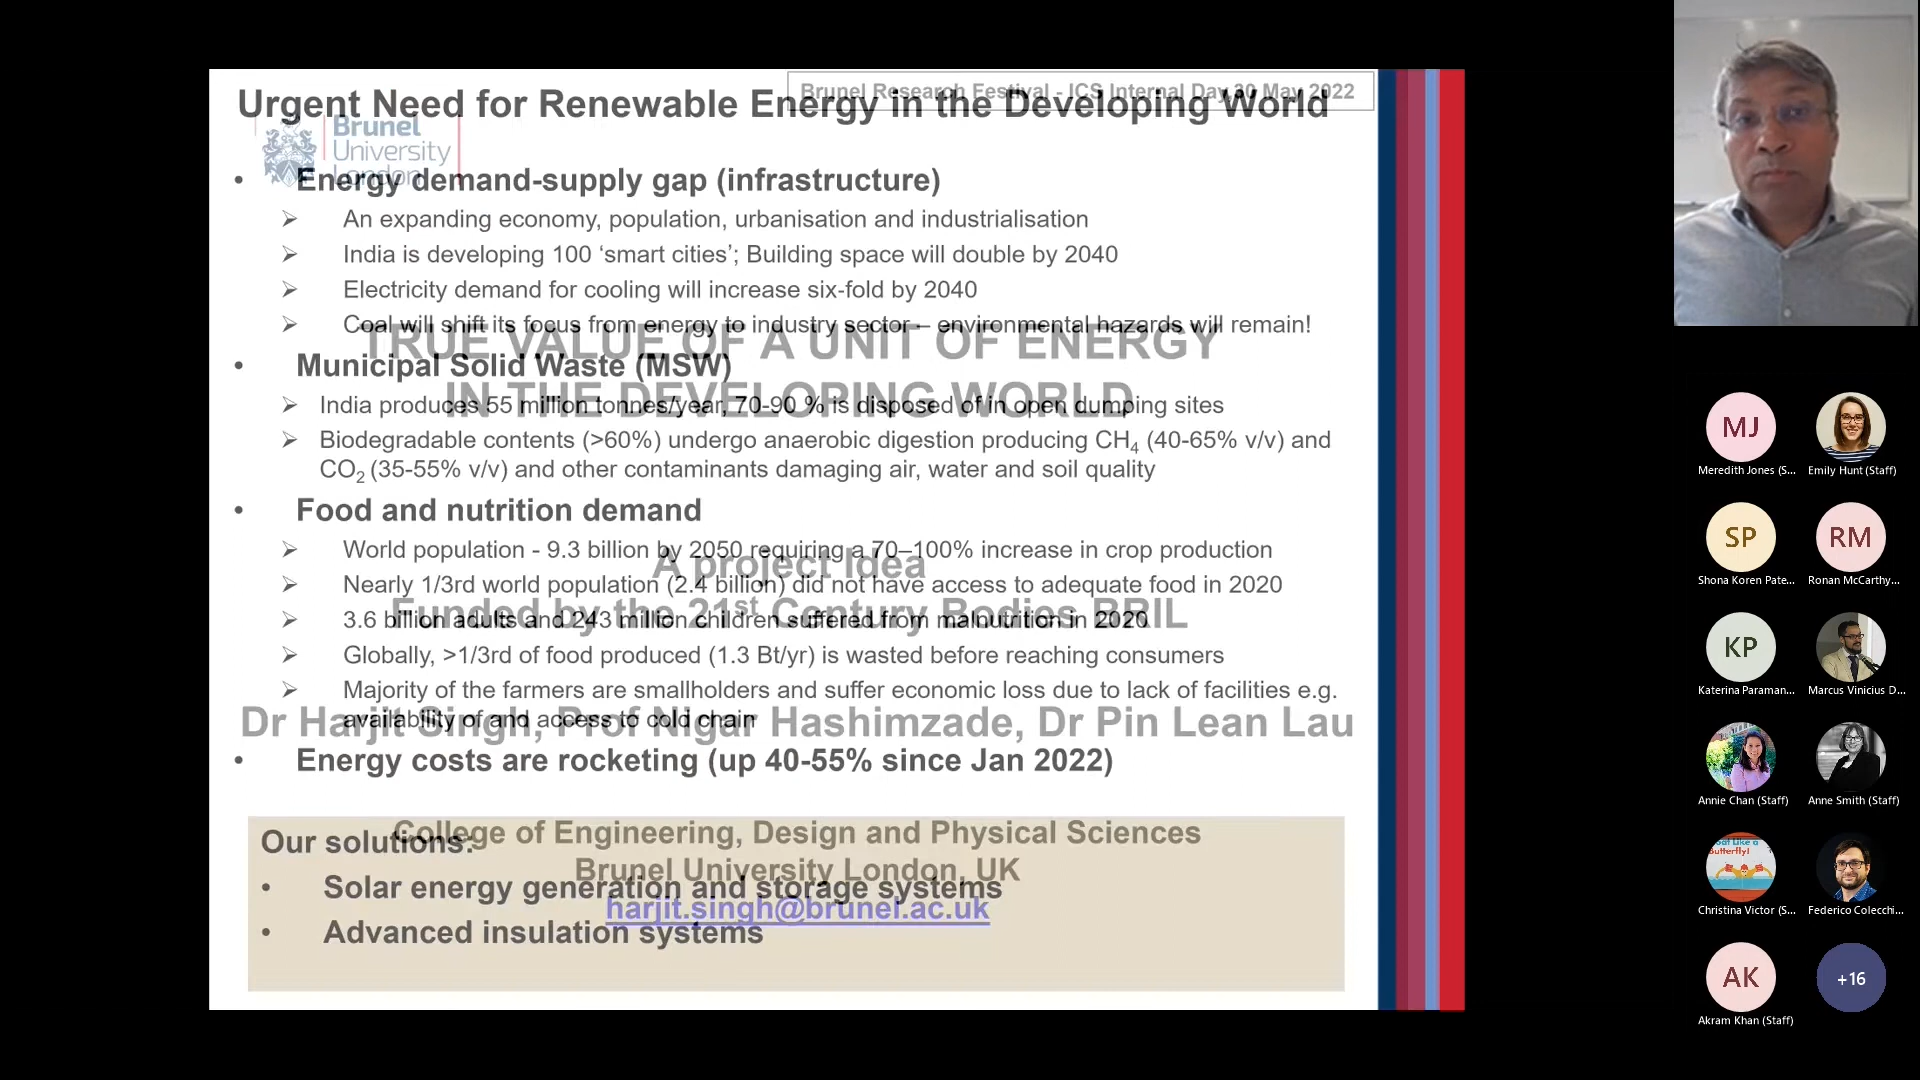 Brunel Research Festival - ICS Internal Day,30 May 2022
Urgent Need for Renewable Energy in the Developing World
Brunel
University
London
• Energy demand-supply gap (infrastructure)
➢ An expanding economy, population, urbanisation and industrialisation
➢ India is developing 100 ‘smart cities’; Building space will double by 2040
➢ Electricity demand for cooling will increase six-fold by 2040
➢ Coal will shift its focus from energy to industry sector – environmental hazards will remain!
TRUE VALUE OF A UNIT OF ENERGY
IN THE DEVELOPING WORLD
• Municipal Solid Waste (MSW)
➢ India produces 55 million tonnes/year, 70-90 % is disposed of in open dumping sites
➢ Biodegradable contents (>60%) undergo anaerobic digestion producing CH4 (40-65% v/v) and
CO2 (35-55% v/v) and other contaminants damaging air, water and soil quality
• Food and nutrition demand
➢ World population - 9.3 billion by 2050 requiring a 70–100% increase in crop production
➢ Nearly 1/3rd world population (2.4 billion) did not have access to adequate food in 2020
➢ 3.6 billion adults and 243 million children suffered from malnutrition in 2020
➢ Globally, >1/3rd of food produced (1.3 Bt/yr) is wasted before reaching consumers
➢ Majority of the farmers are smallholders and suffer economic loss due to lack of facilities e.g.
availability of and access to cold chain
A project Idea
Funded by the 21st Century Bodies BRIL
Dr Harjit Singh, Prof Nigar Hashimzade, Dr Pin Lean Lau
• Energy costs are rocketing (up 40-55% since Jan 2022)
Our solutions:
• Solar energy generation and storage systems
• Advanced insulation systems
College of Engineering, Design and Physical Sciences
Brunel University London, UK
harjit.singh@brunel.ac.uk
MJ
Meredith Jones (S...
Emily Hunt (Staff)
SP
Shona Koren Pate...
RM
Ronan McCarthy...
KP
Katerina Paraman...
Marcus Vinicius D...
Annie Chan (Staff)
Anne Smith (Staff)
Christina Victor (S...
Federico Colecchi...
AK
Akram Khan (Staff)
+16